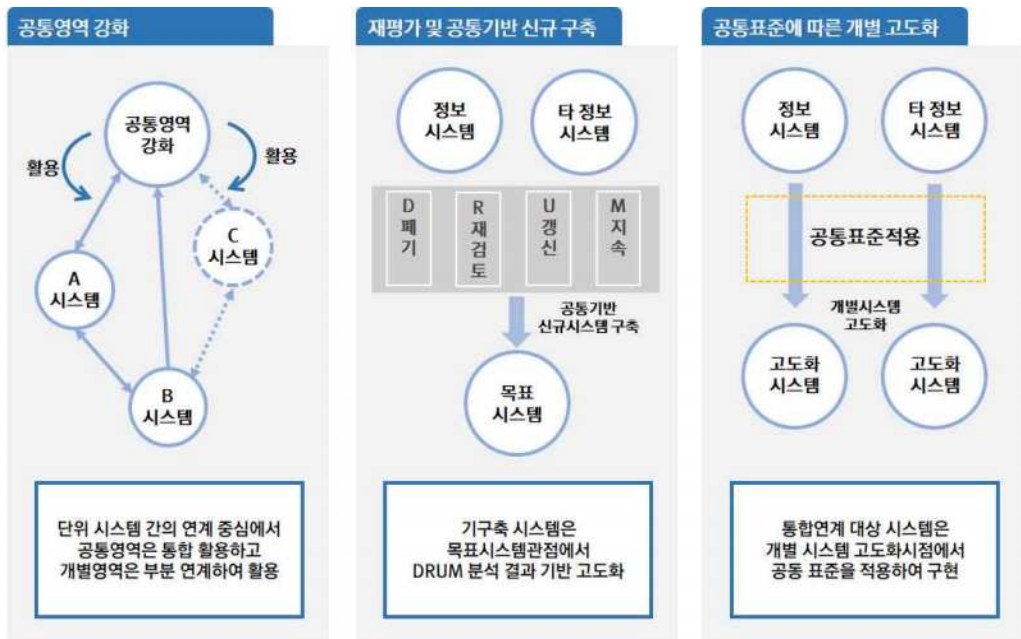 공통영역 강화
공통영역
강화
활용
활용
C
시스템
A
시스템
B
시스템
단위 시스템 간의 연계 중심에서
공통영역은 통합 활용하고
개별영역은 부분 연계하여 활용
재평가 및 공통기반 신규 구축
정보
시스템
타 정보
시스템
D
폐
기
R
재
검
토
U
갱
신
M
지
속
공통기반
신규시스템 구축
목표
시스템
기구축 시스템은
목표시스템관점에서
DRUM 분석 결과 기반 고도화
공통표준에 따른 개별 고도화
정보
시스템
타 정보
시스템
공통표준적용
개별시스템
고도화
고도화
시스템
고도화
시스템
통합연계 대상 시스템은
개별 시스템 고도화시점에서
공동 표준을 적용하여 구현